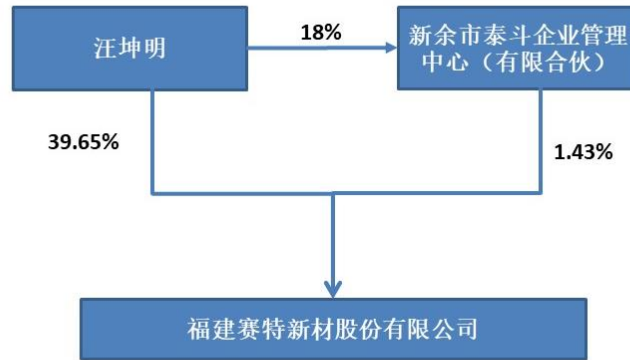 汪坤明
18%
新余市泰斗企业管理
中心（有限合伙）
39.65%
1.43%
福建赛特新材股份有限公司